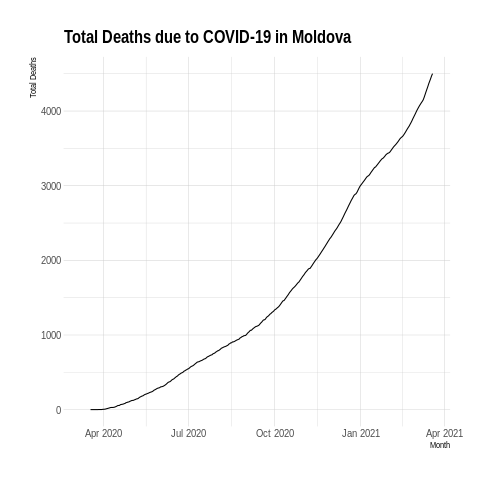 Total Deaths due to COVID-19 in Moldova
Total Deaths
4000
3000
2000
1000
0
Apr 2020 Jul 2020 Oct 2020 Jan 2021 Apr 2021
Month